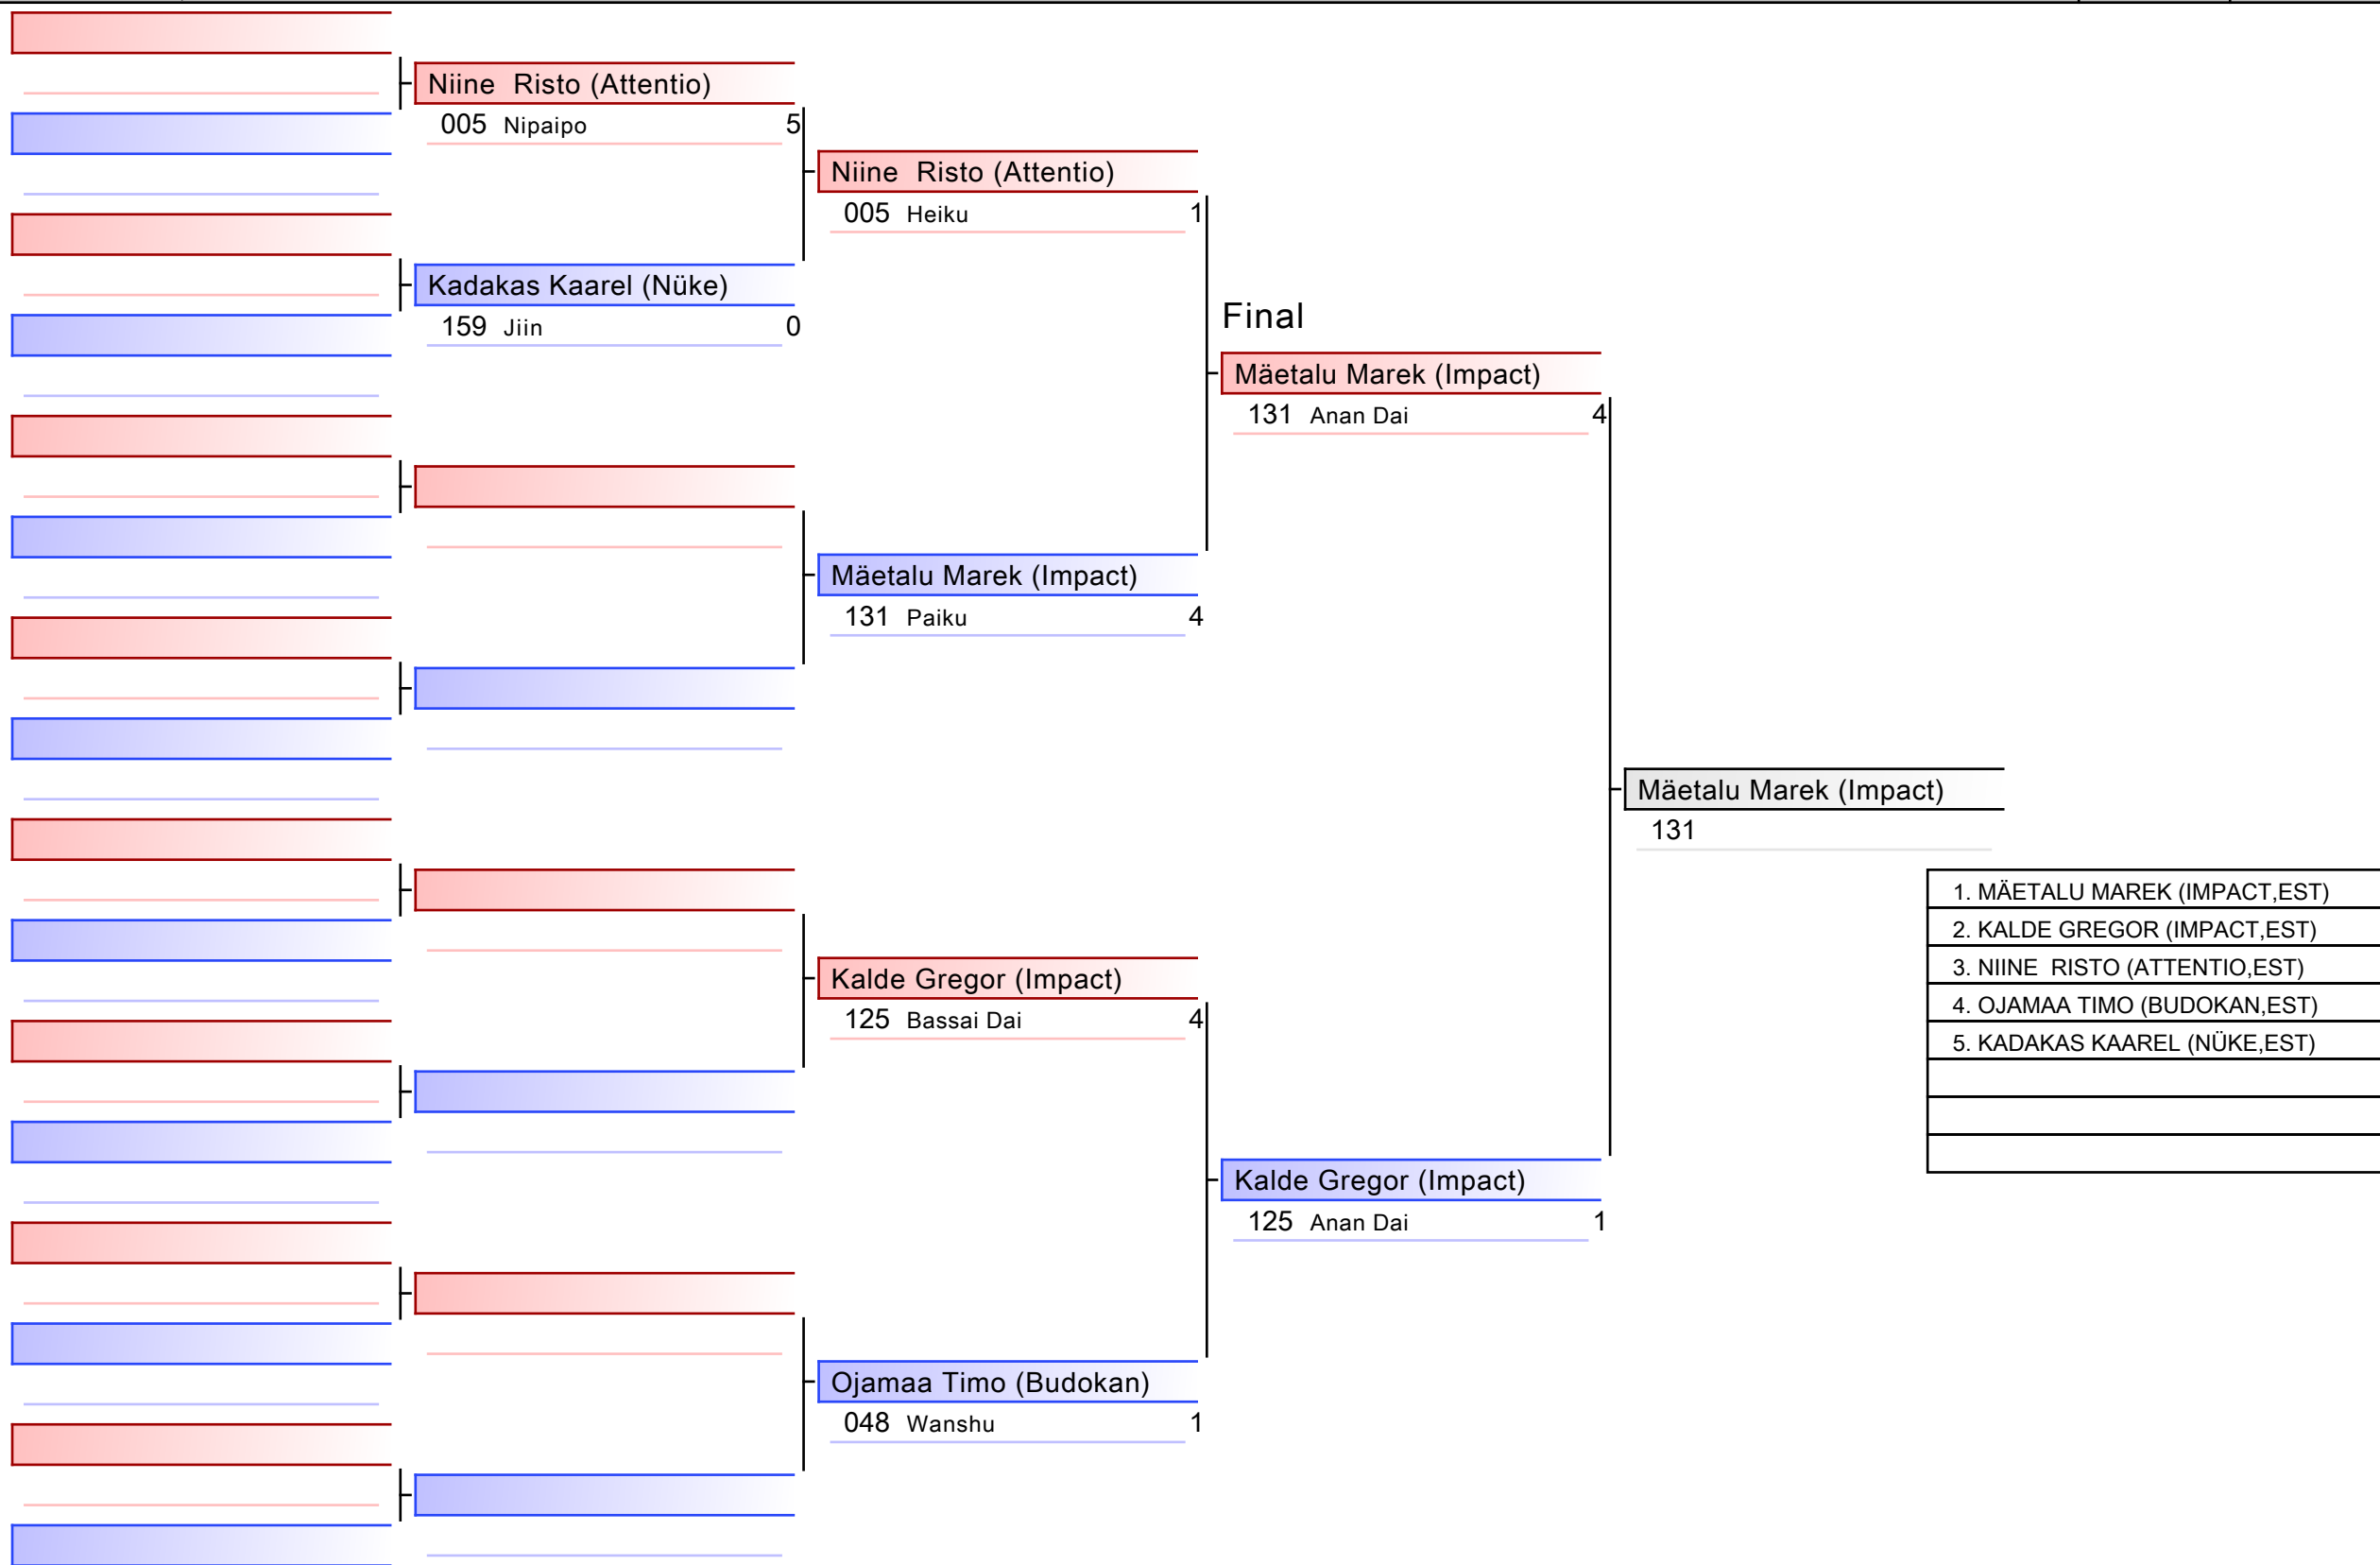 Niine  Risto (Attentio)
005 Nipaipo 5
Kadakas Kaarel (Nüke)
159 Jiin 0
Niine  Risto (Attentio)
005 Heiku 1
Mäetalu Marek (Impact)
131 Paiku 4
Kalde Gregor (Impact)
125 Bassai Dai 4
Ojamaa Timo (Budokan)
048 Wanshu 1
Final
Mäetalu Marek (Impact)
131 Anan Dai 4
Kalde Gregor (Impact)
125 Anan Dai 1
Mäetalu Marek (Impact)
131
1. MÄETALU MAREK (IMPACT,EST)
2. KALDE GREGOR (IMPACT,EST)
3. NIINE  RISTO (ATTENTIO,EST)
4. OJAMAA TIMO (BUDOKAN,EST)
5. KADAKAS KAAREL (NÜKE,EST)